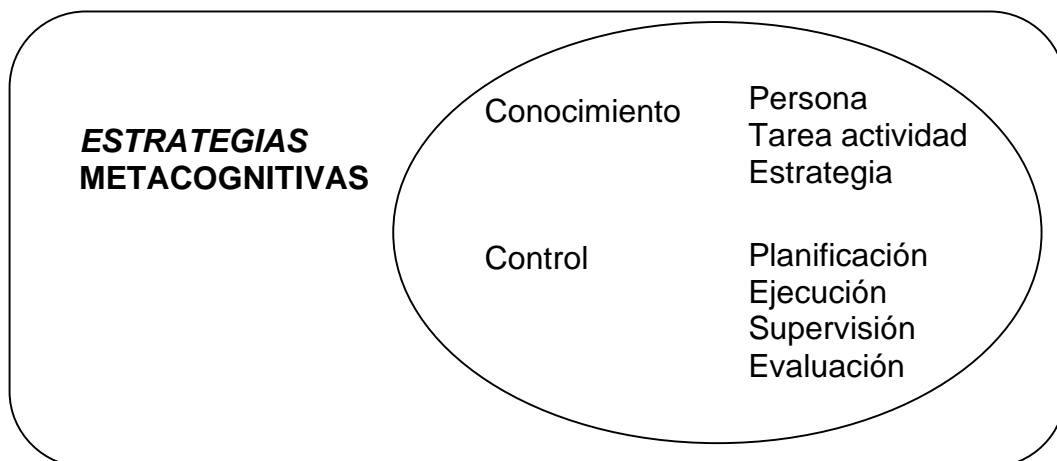 ESTRATEGIAS
METACOGNITIVAS
Conocimiento
Persona
Tarea actividad
Estrategia
Control
Planificación
Ejecución
Supervisión
Evaluación